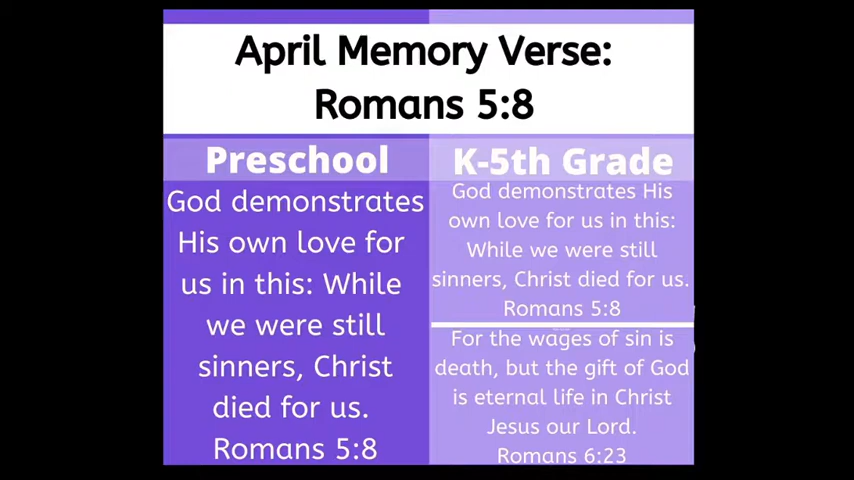 April Memory Verse:
Romans 5:8
Preschool
God demonstrates
His own love for
us in this: While
we were still
sinners, Christ
died for us.
Romans 5:8
K-5th Grade
God demonstrates His
own love for us in this:
While we were still
sinners, Christ died for us.
Romans 5:8
For the wages of sin is
death, but the gift of God
is eternal life in Christ
Jesus our Lord.
Romans 6:23